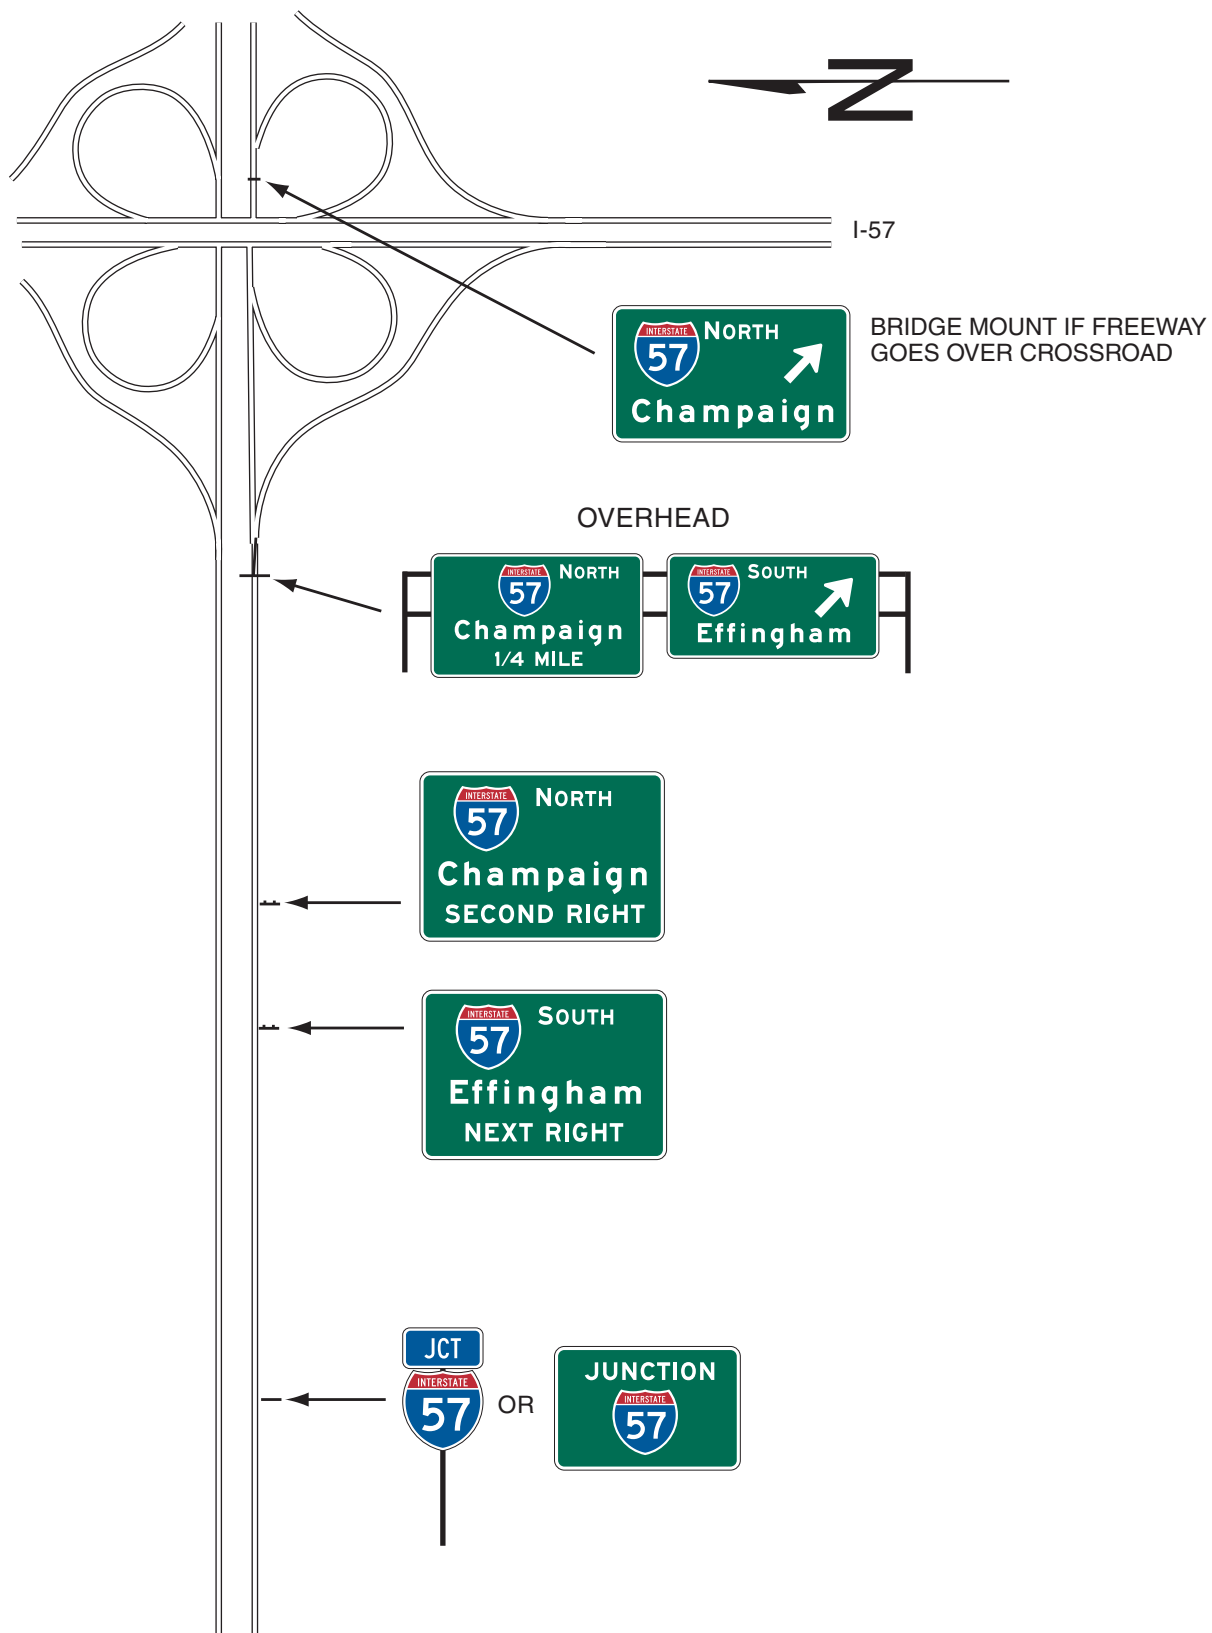 N
I-57
INTERSTATE
57
NORTH
Champaign
BRIDGE MOUNT IF FREEWAY
GOES OVER CROSSROAD
OVERHEAD
INTERSTATE
57
NORTH
Champaign
1/4 MILE
INTERSTATE
57
SOUTH
Effingham
INTERSTATE
57
NORTH
Champaign
SECOND RIGHT
INTERSTATE
57
SOUTH
Effingham
NEXT RIGHT
JCT
INTERSTATE
57
OR
JUNCTION
INTERSTATE
57